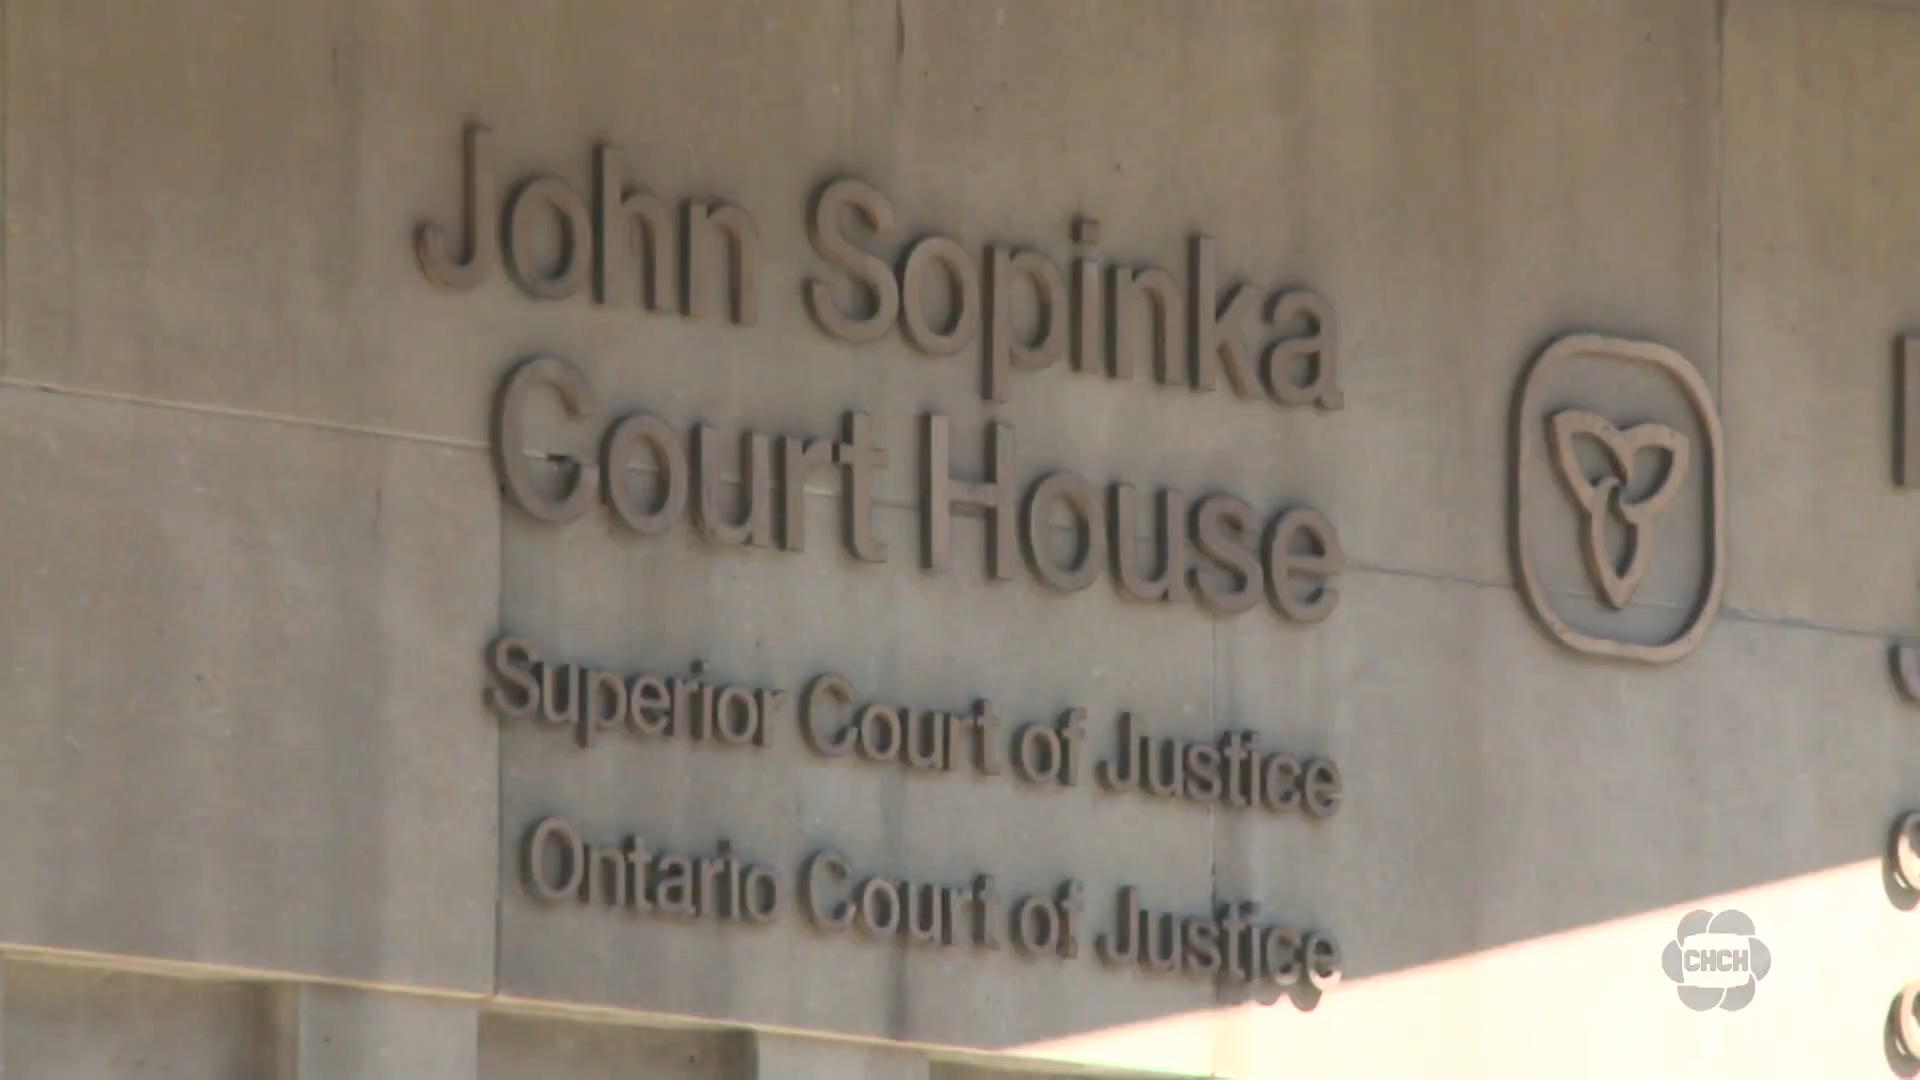 John Sopinka
Court House
Superior Court of Justice
Ontario Court of Justice
CHCH